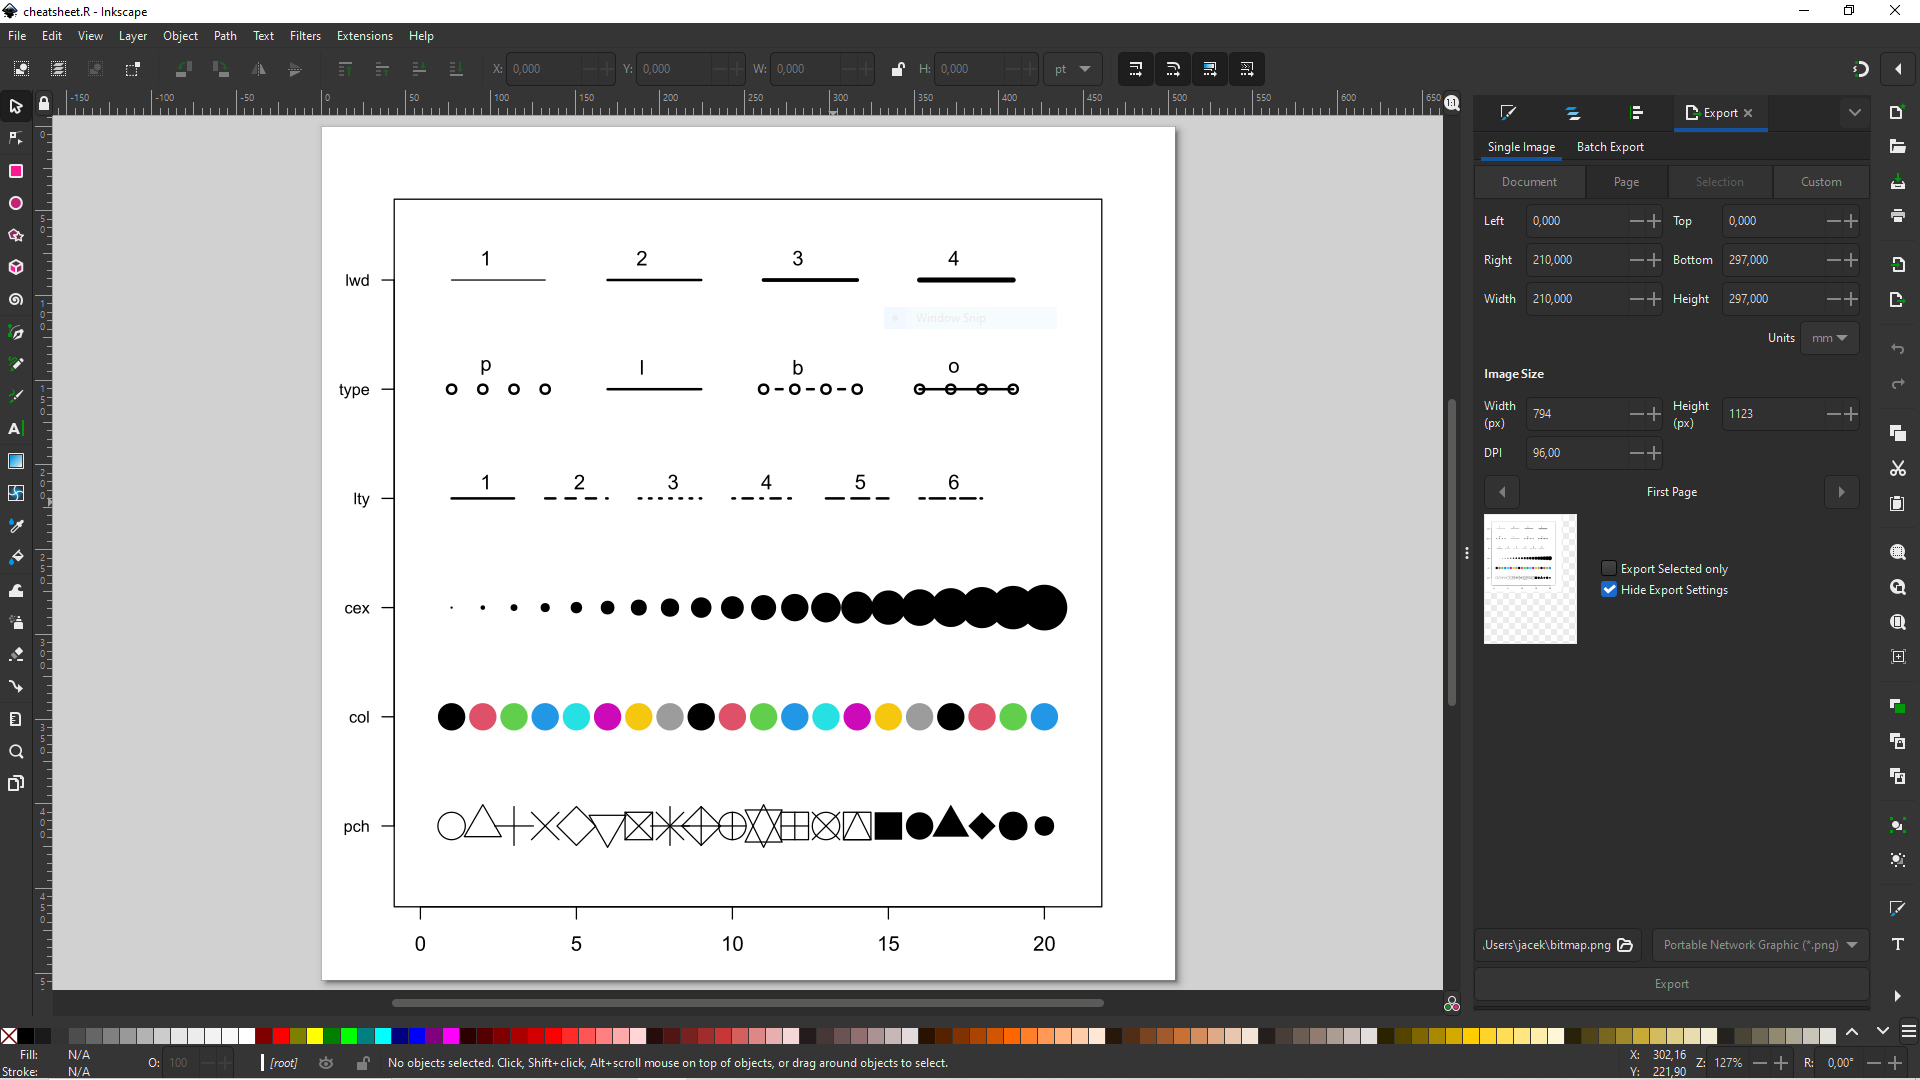 cheatsheet.R - Inkscape
File Edit View Layer Object Path Text Filters Extensions Help
X: 0,000 Y: 0,000 W: 0,000 H: 0,000 pt
-150 -100 -50 0 50 100 150 200 250 300 350 400 450 500 550 600 650
1:1
Export
Single Image Batch Export
Document Page Selection Custom
Left 0,000 Top 0,000
Right 210,000 Bottom 297,000
Width 210,000 Height 297,000
Units mm
Image Size
Width (px) 794 Height (px) 1123
DPI 96,00
First Page
Export Selected only
Hide Export Settings
.Users\jacek\bitmap.png Portable Network Graphic (*.png)
Export
1 2 3 4
lwd
Window Snip
p l b o
type
1 2 3 4 5 6
lty
cex
col
pch
0 5 10 15 20
Fill: N/A O: 100 [root] No objects selected. Click, Shift+click, Alt+scroll mouse on top of objects, or drag around objects to select. X: 302,16 Z: 127% R: 0,00°
Stroke: N/A Y: 221,90